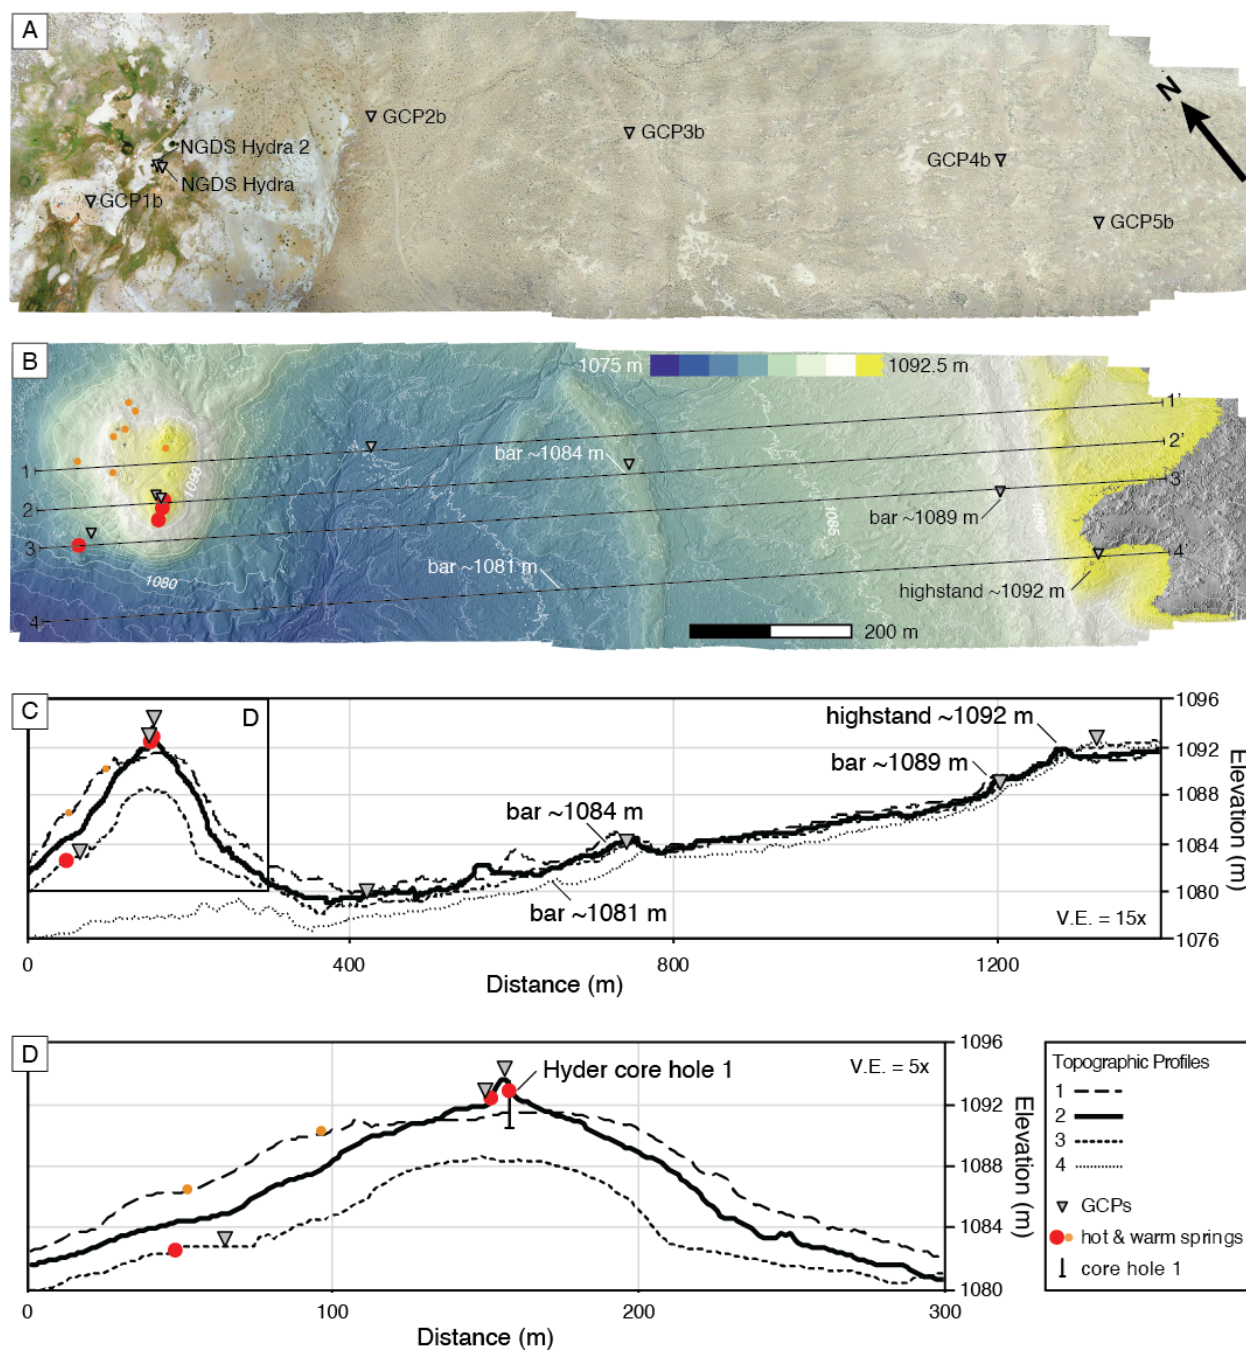 A
N
GCP2b
GCP3b
NGDS Hydra 2
GCP4b
NGDS Hydra
GCP1b
GCP5b
B
1075 m
1092.5 m
1'
2'
bar ~1084 m
1
1090
3'
2
1085
bar ~1089 m
1090
3
4'
1080
bar ~1081 m
highstand ~1092 m
4
200 m
C
D
1096
highstand ~1092 m
1092
bar ~1089 m
1088
bar ~1084 m
1084
1080
bar ~1081 m
V.E. = 15x
1076
Elevation (m)
0
400
800
1200
Distance (m)
D
1096
Hyder core hole 1
V.E. = 5x
1092
1088
1084
1080
Elevation (m)
0
100
200
300
Distance (m)
Topographic Profiles
1
2
3
4
GCPs
hot & warm springs
core hole 1